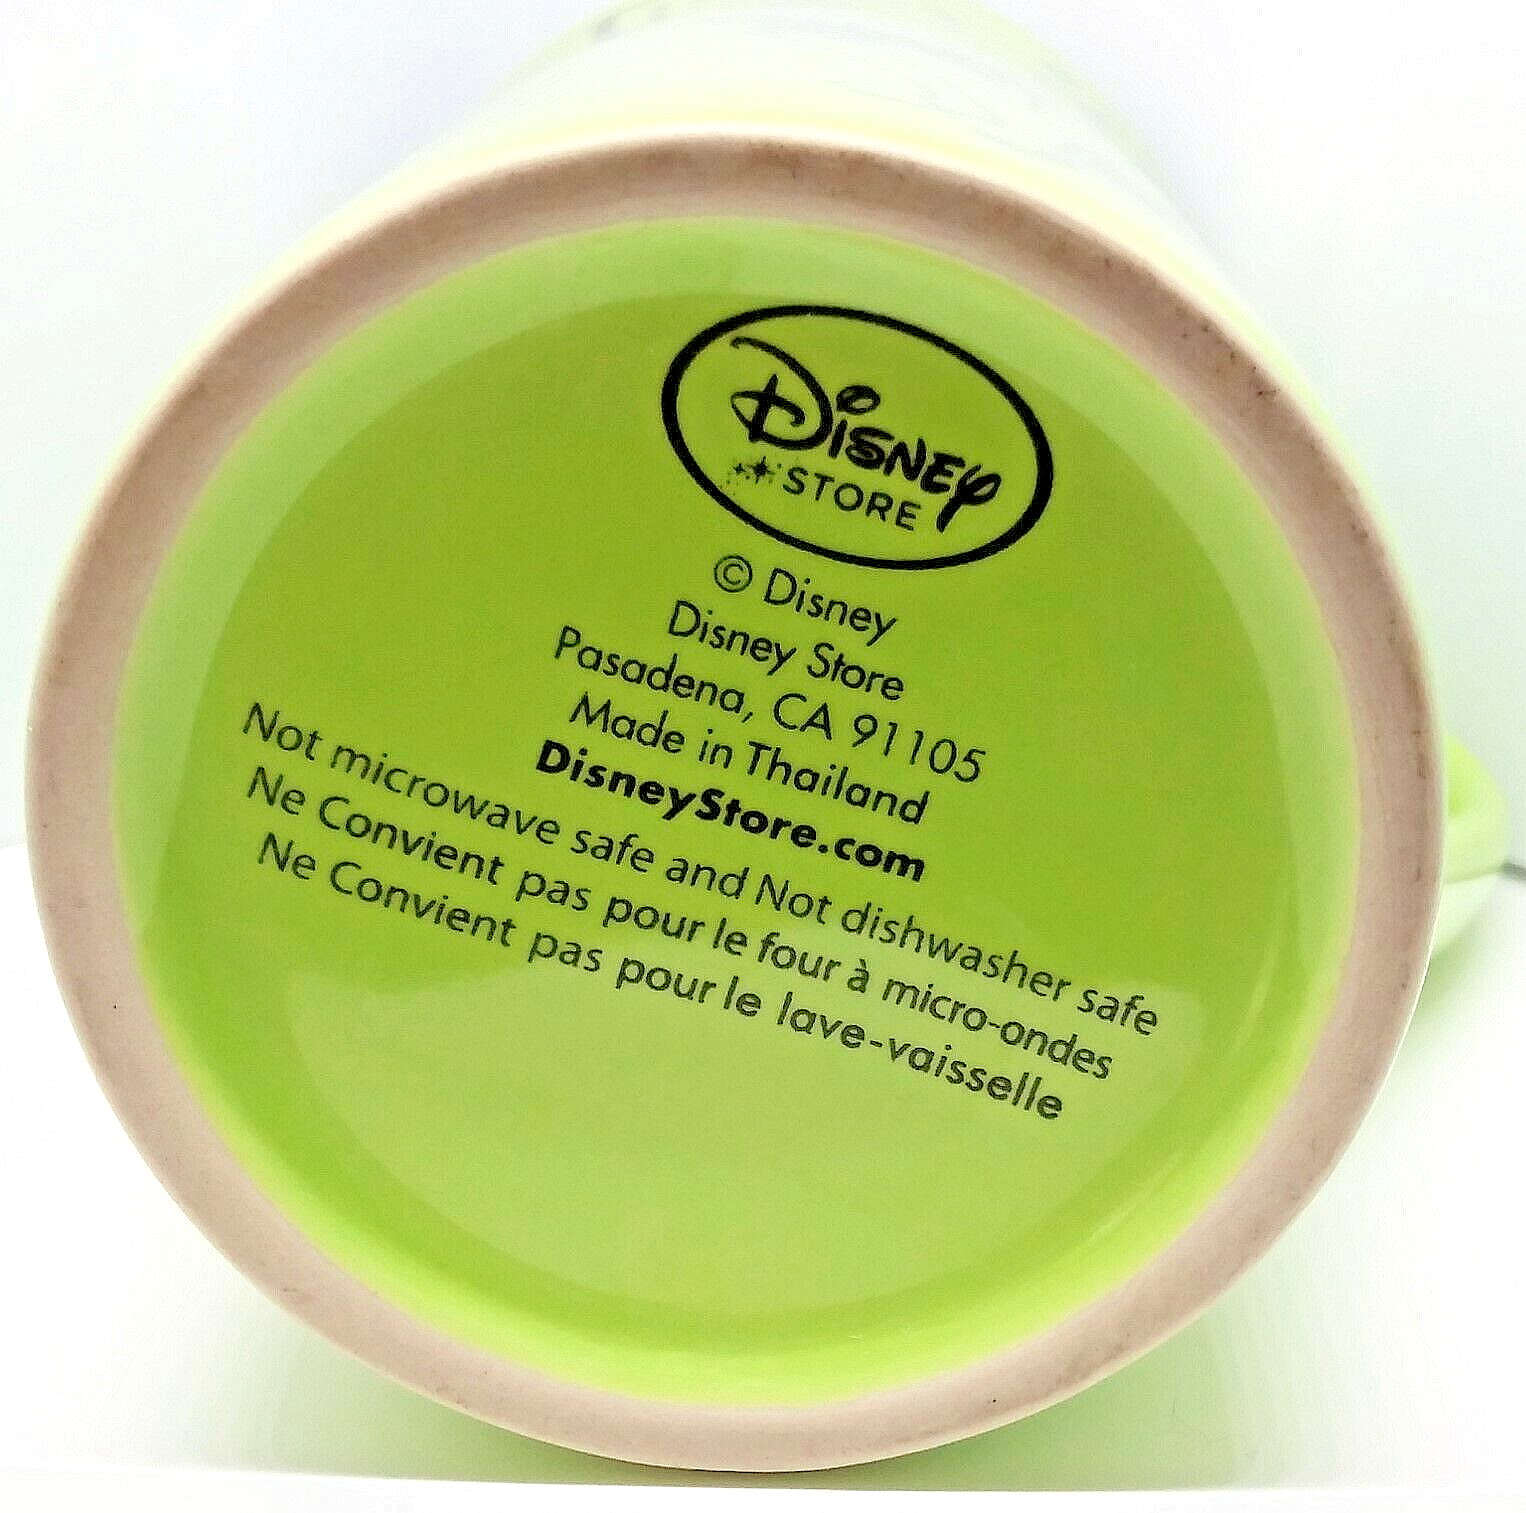 Disney
STORE
© Disney
Disney Store
Pasadena, CA 91105
Made in Thailand
DisneyStore.com
Not microwave safe and Not dishwasher safe
Ne Convient pas pour le four à micro-ondes
Ne Convient pas pour le lave-vaisselle